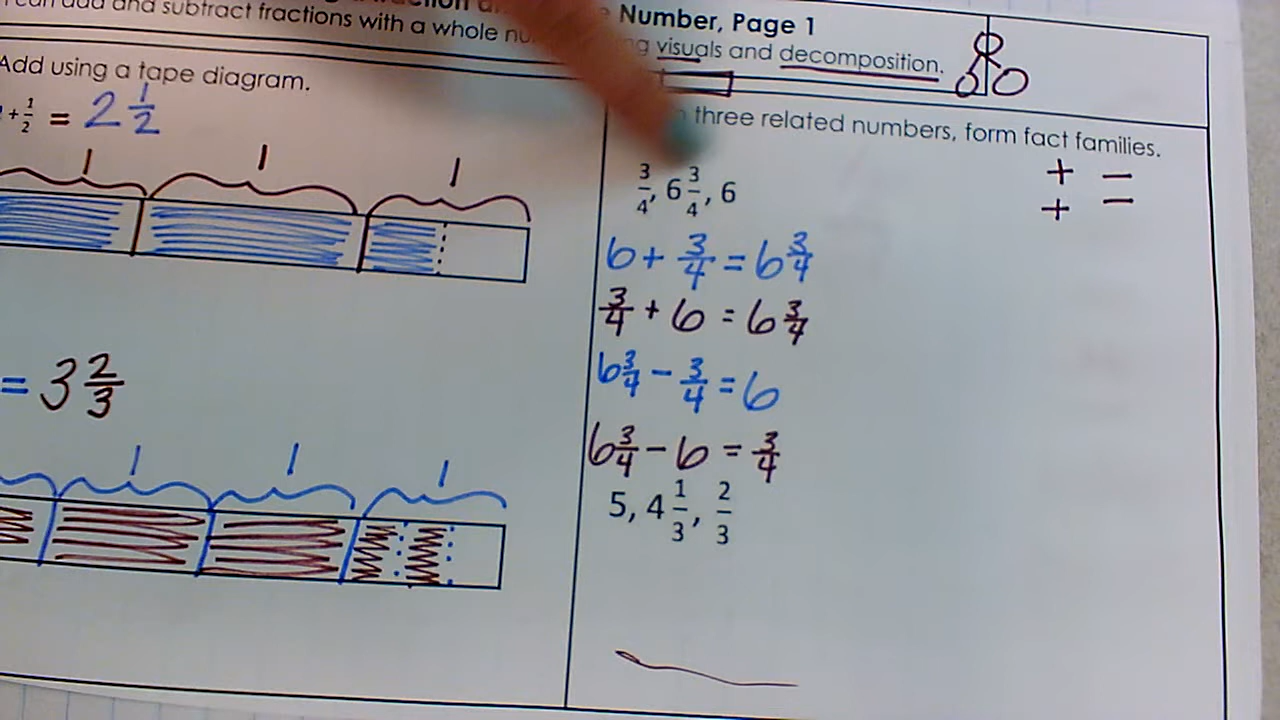 Number, Page 1
and subtract fractions with a whole visuals and decomposition.
Add using a tape diagram.
+ 1/2 = 2 1/2
1 1 1
= 3 2/3
1 1 1
three related numbers, form fact families.
+ −
+ −
3/4, 6 3/4, 6
6 + 3/4 = 6 3/4
3/4 + 6 = 6 3/4
6 3/4 − 3/4 = 6
6 3/4 − 6 = 3/4
5, 4 1/3, 2/3